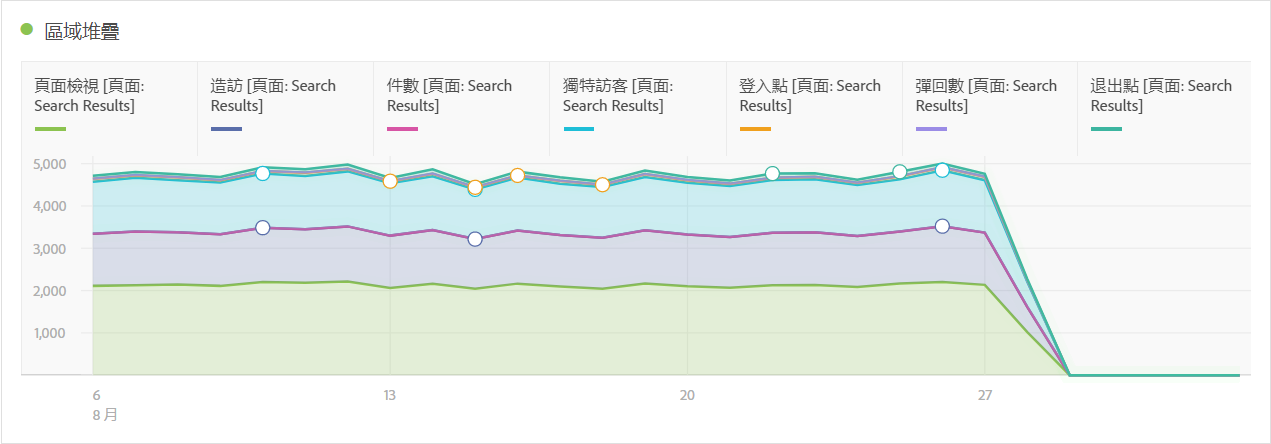 區域堆疊
頁面檢視 [頁面:
Search Results]
造訪 [頁面: Search
Results]
件數 [頁面: Search
Results]
獨特訪客 [頁面:
Search Results]
登入點 [頁面: Search
Results]
彈回數 [頁面: Search
Results]
退出點 [頁面: Search
Results]
5,000
4,000
3,000
2,000
1,000
6
13
20
27
8 月